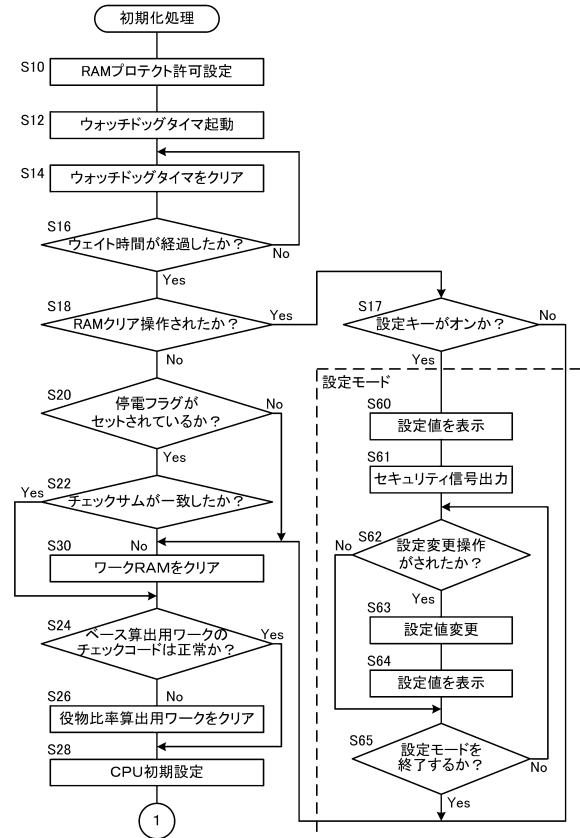 初期化処理
S10
RAMプロテクト許可設定
S12
ウォッチドッグタイマ起動
S14
ウォッチドッグタイマをクリア
S16
ウェイト時間が経過したか？
No
Yes
S18
RAMクリア操作されたか？
Yes
No
S17
設定キーがオンか？
No
Yes
S20
停電フラグが
セットされているか？
No
Yes
S22
チェックサムが一致したか？
Yes
No
S30
ワークRAMをクリア
S24
ベース算出用ワークの
チェックコードは正常か？
Yes
No
S26
役物比率算出用ワークをクリア
S28
CPU初期設定
1
設定モード
S60
設定値を表示
S61
セキュリティ信号出力
S62
設定変更操作
がされたか？
No
Yes
S63
設定値変更
S64
設定値を表示
S65
設定モードを
終了するか？
No
Yes